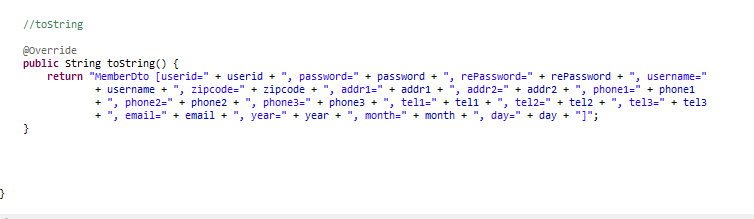 //toString
@Override
public String toString() {
return "MemberDto [userid=" + userid + ", password=" + password + ", rePassword=" + rePassword + ", username="
+ username + ", zipcode=" + zipcode + ", addr1=" + addr1 + ", addr2=" + addr2 + ", phone1=" + phone1
+ ", phone2=" + phone2 + ", phone3=" + phone3 + ", tel1=" + tel1 + ", tel2=" + tel2 + ", tel3=" + tel3
+ ", email=" + email + ", year=" + year + ", month=" + month + ", day=" + day + "]";
}
}